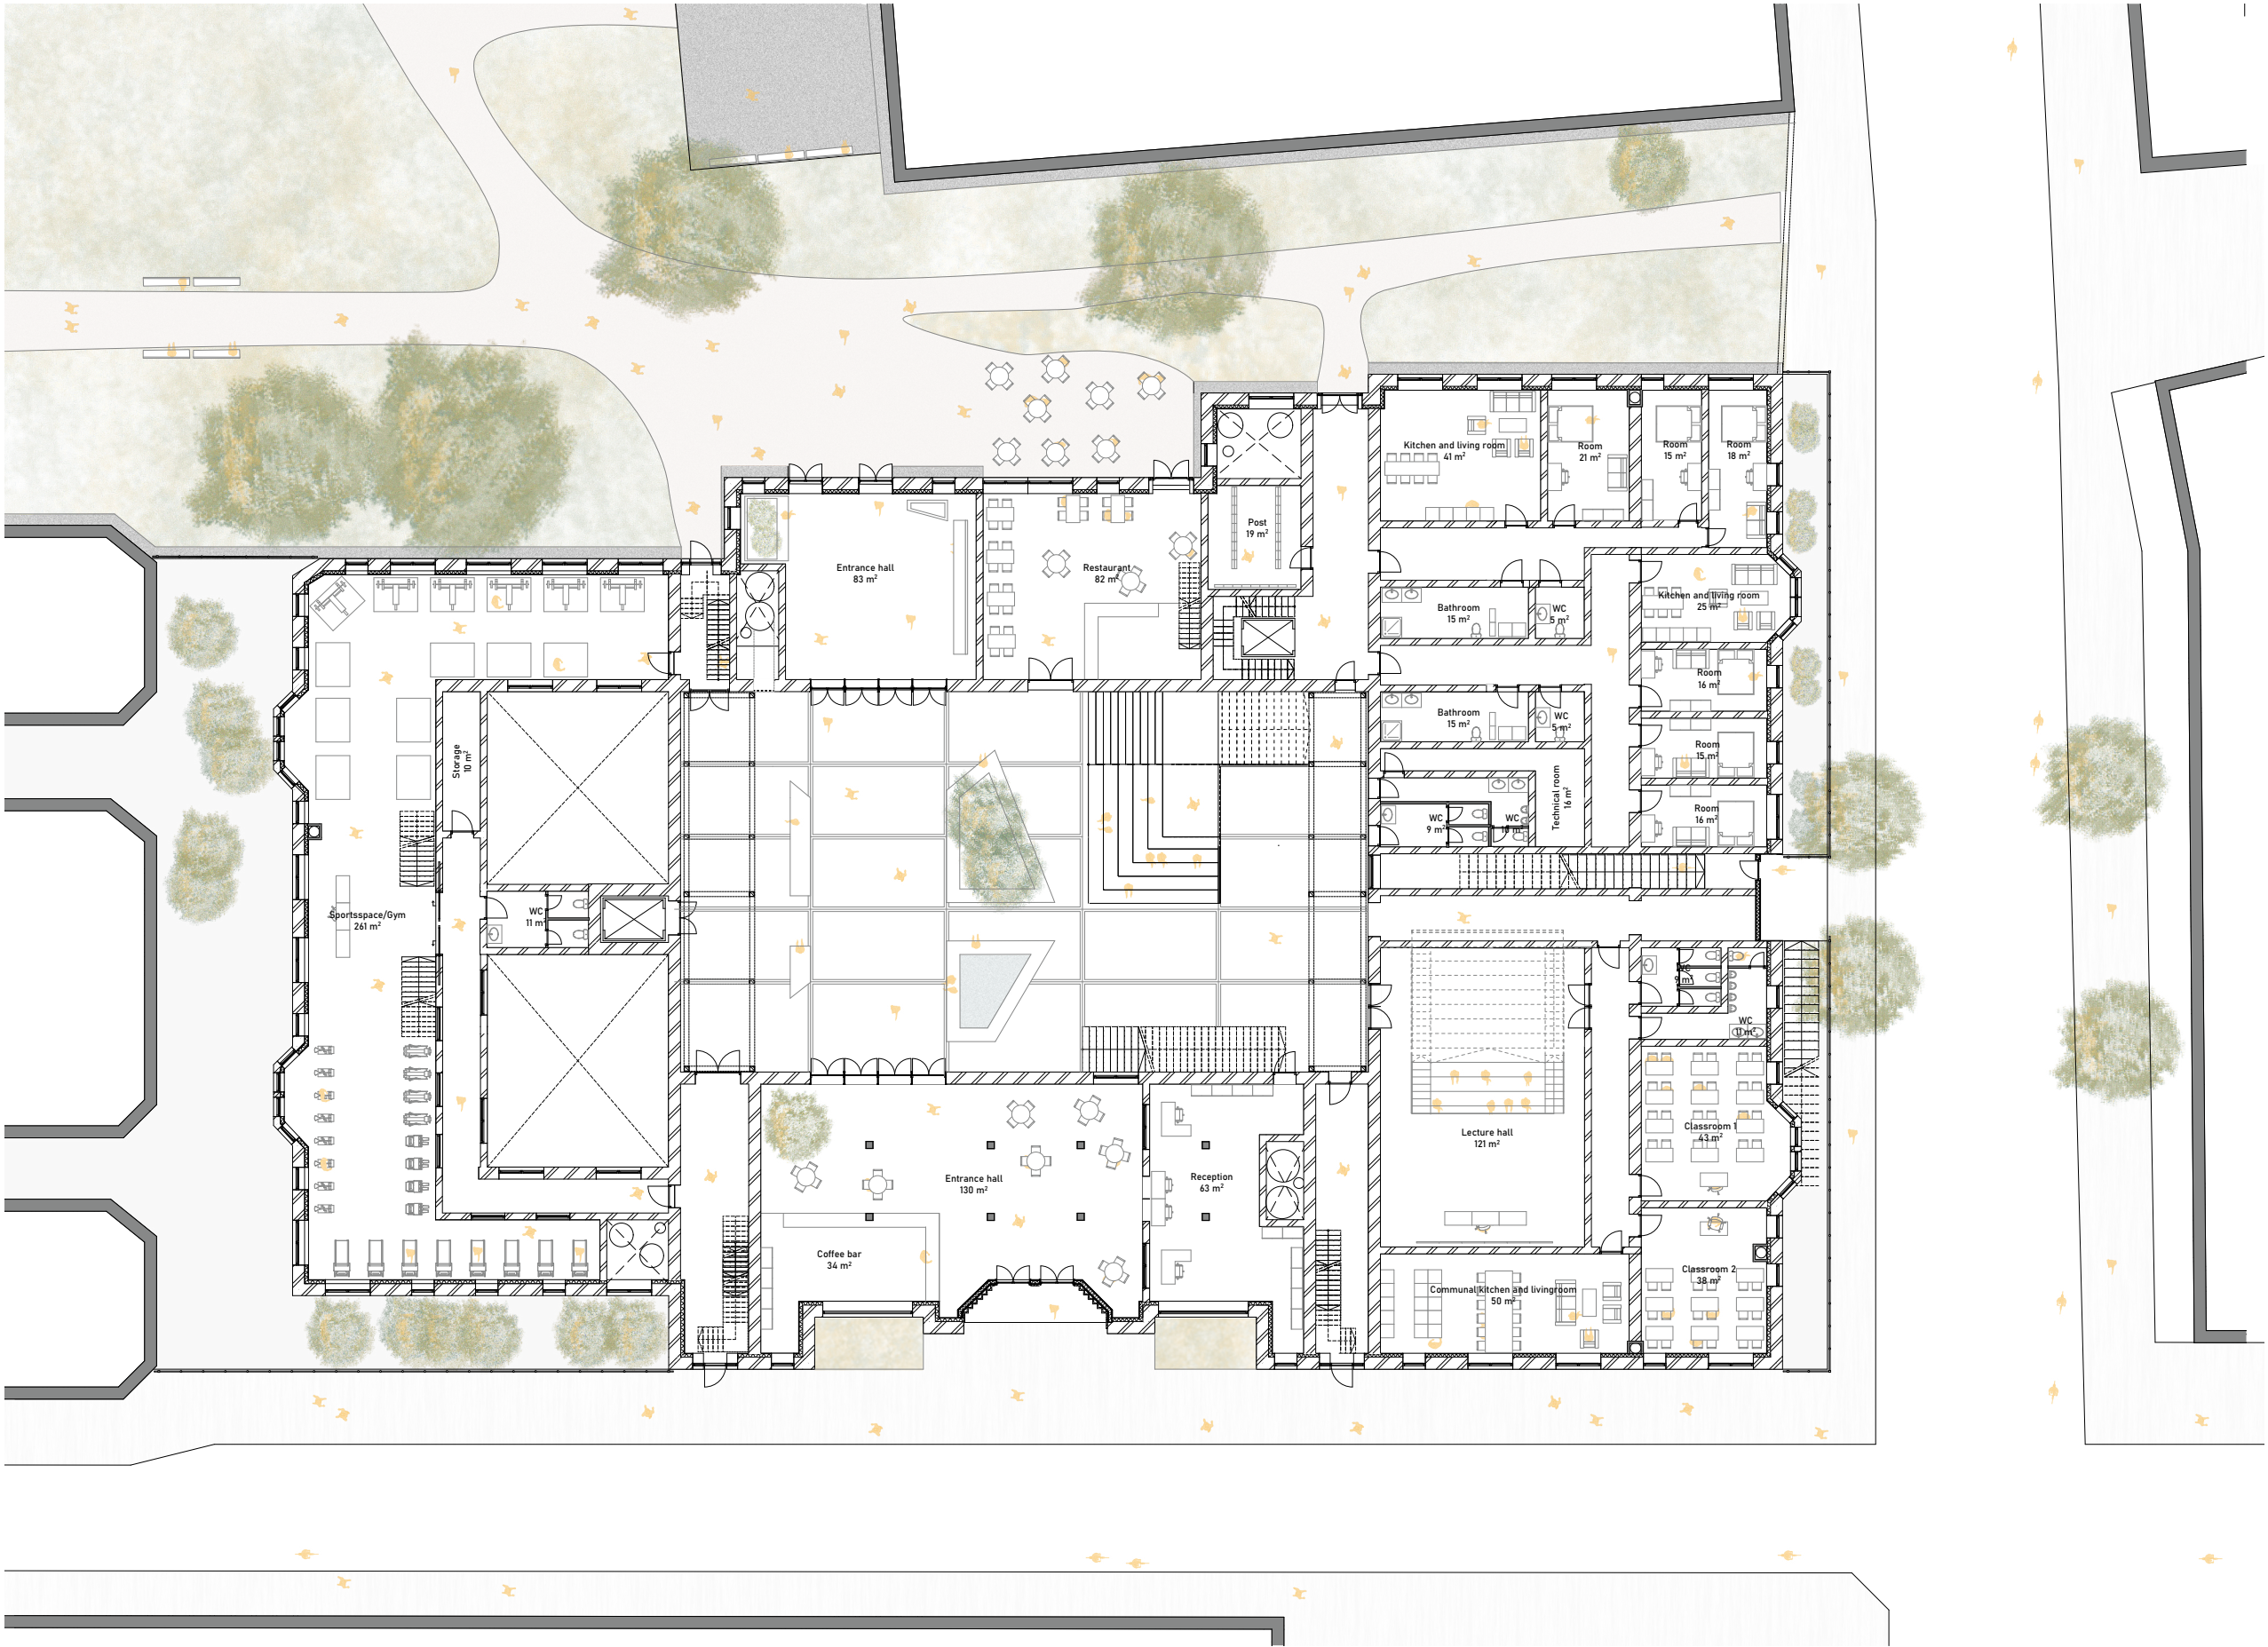 Kitchen and living room
41 m²
Room
21 m²
Room
15 m²
Room
18 m²
Post
19 m²
Entrance hall
83 m²
Restaurant
82 m²
Kitchen and living room
25 m²
Bathroom
15 m²
WC
5 m²
Room
16 m²
Bathroom
15 m²
WC
5 m²
Room
15 m²
Storage
10 m²
Technical room
16 m²
WC
9 m²
WC
Room
16 m²
Sportsspace/Gym
261 m²
WC
11 m²
WC
9 m²
WC
11 m²
Lecture hall
121 m²
Classroom 1
43 m²
Entrance hall
130 m²
Reception
63 m²
Coffee bar
34 m²
Classroom 2
38 m²
Communal kitchen and livingroom
50 m²